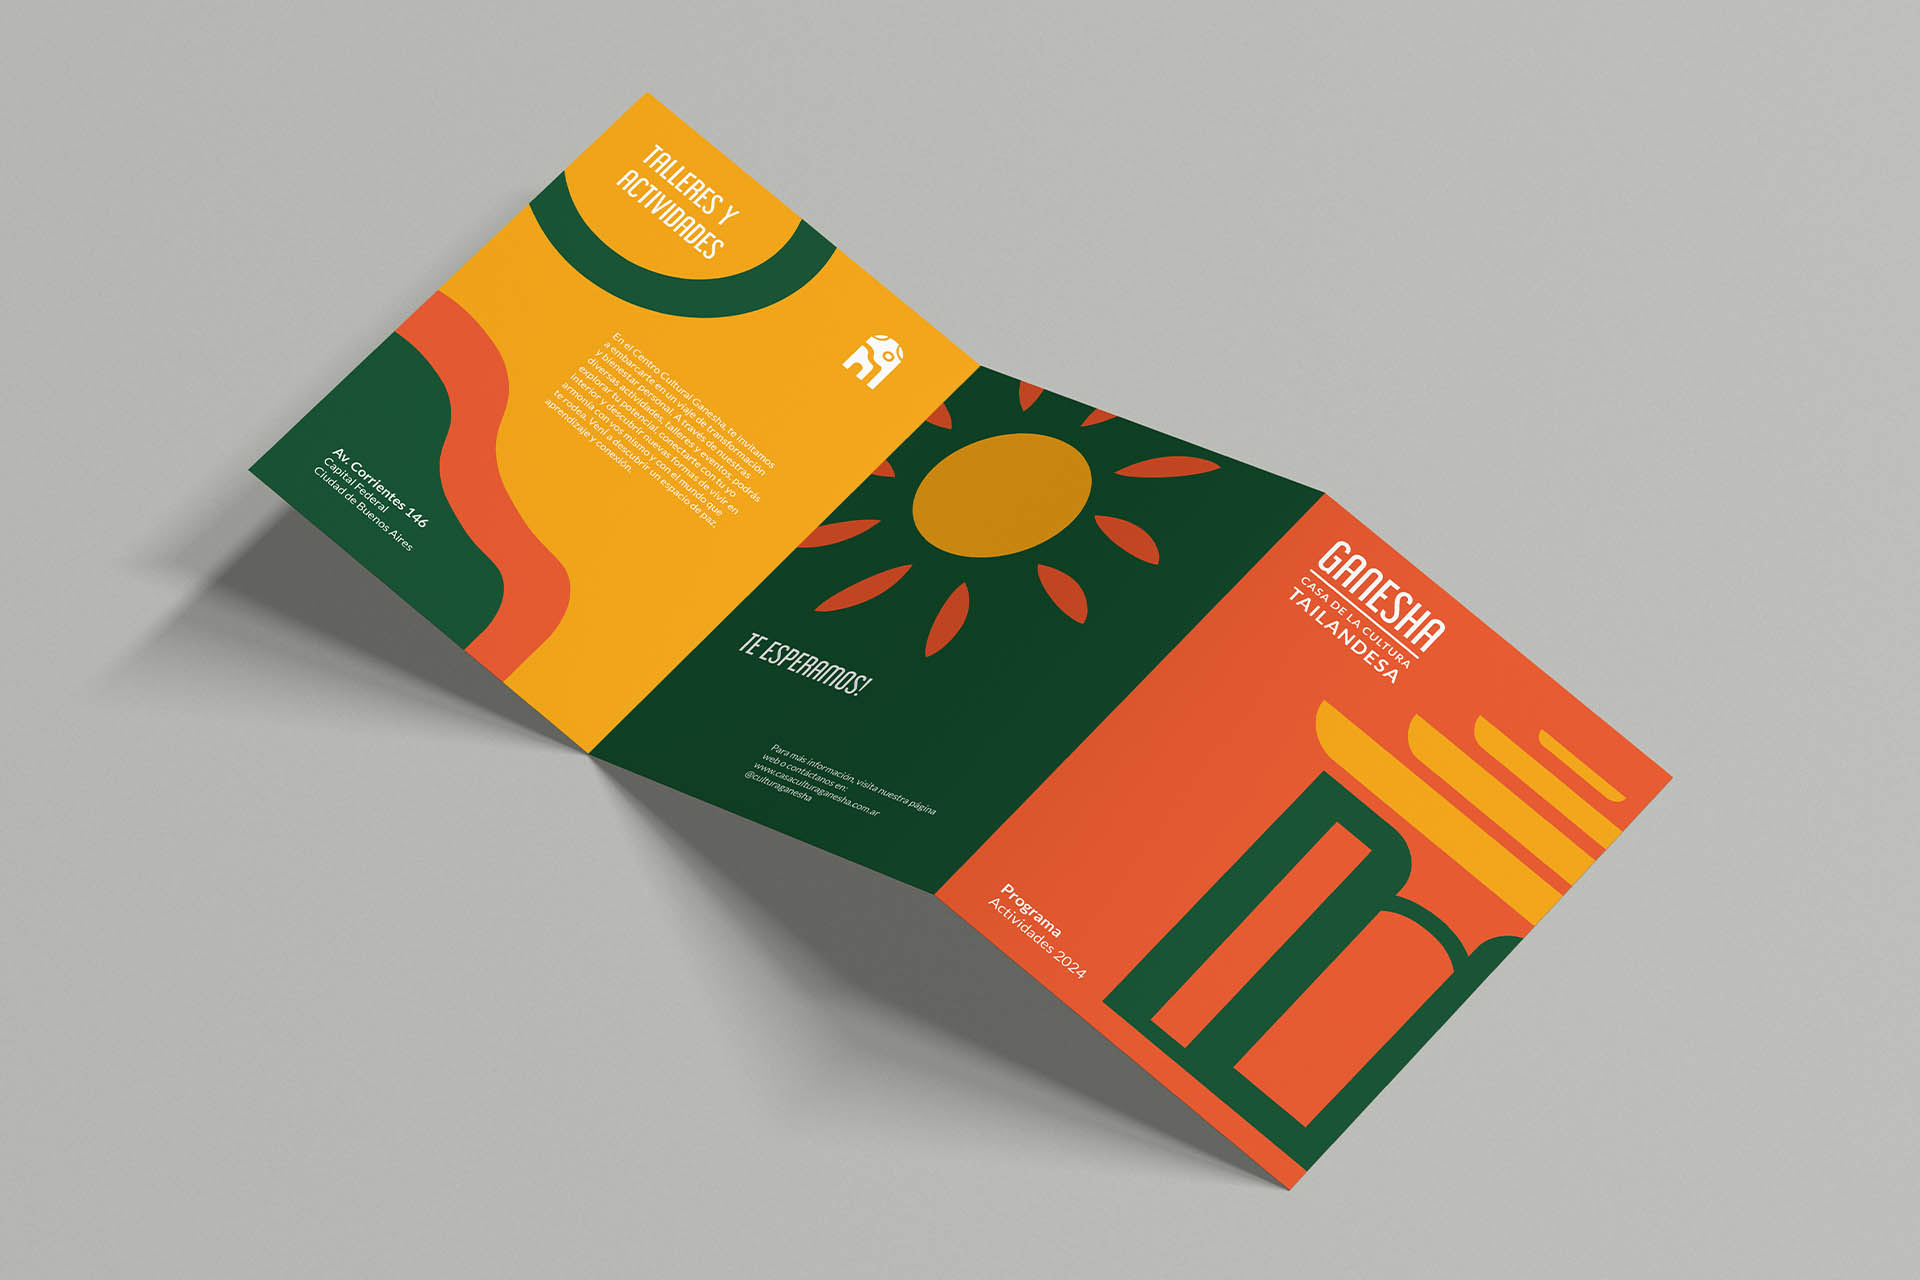 TALLERES Y
ACTIVIDADES
En el Centro Cultural Ganesha, te invitamos
a embarcarte en un viaje de transformación
y bienestar personal. A través de nuestras
diversas actividades, talleres y eventos, podrás
explorar tu potencial, conectarte con tu yo
interior y descubrir nuevas formas de vivir en
armonía con vos mismo y con el mundo que
te rodea. Vení a descubrir un espacio de paz,
aprendizaje y conexión.
Av. Corrientes 146
Capital Federal
Ciudad de Buenos Aires
TE ESPERAMOS!
Para más información, visita nuestra página
web o contáctanos en:
www.casaculturaganesha.com.ar
@culturaganesha
GANESHA
CASA DE LA CULTURA
TAILANDESA
Programa
Actividades 2024